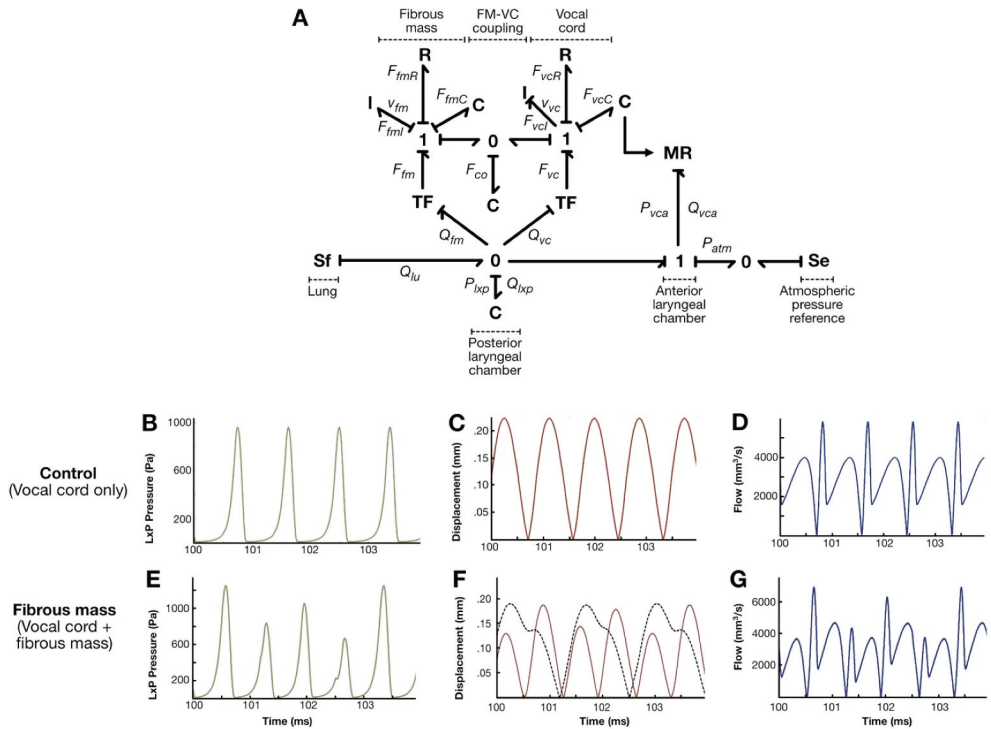 A
Fibrous
mass
FM-VC
coupling
Vocal
cord
R
R
FfmR
FvcR
I
vfm
FfmC
C
I
vvc
FvcC
C
FfmI
FvcI
1
0
1
MR
Ffm
Fco
Fvc
TF
C
TF
Pvca
Qvca
Qfm
Qvc
Patm
Sf
0
1
0
Se
Qlu
Lung
Plxp
Qlxp
C
Anterior
laryngeal
chamber
Atmospheric
pressure
reference
Posterior
laryngeal
chamber
Control
(Vocal cord only)
B
LxP Pressure (Pa)
1000
600
200
100
101
102
103
C
Displacement (mm)
.20
.15
.10
.05
100
101
102
103
D
Flow (mm³/s)
4000
2000
100
101
102
103
Fibrous mass
(Vocal cord +
fibrous mass)
E
LxP Pressure (Pa)
1000
600
200
100
101
102
103
Time (ms)
F
Displacement (mm)
.20
.15
.10
.05
100
101
102
103
Time (ms)
G
Flow (mm³/s)
6000
4000
2000
100
101
102
103
Time (ms)